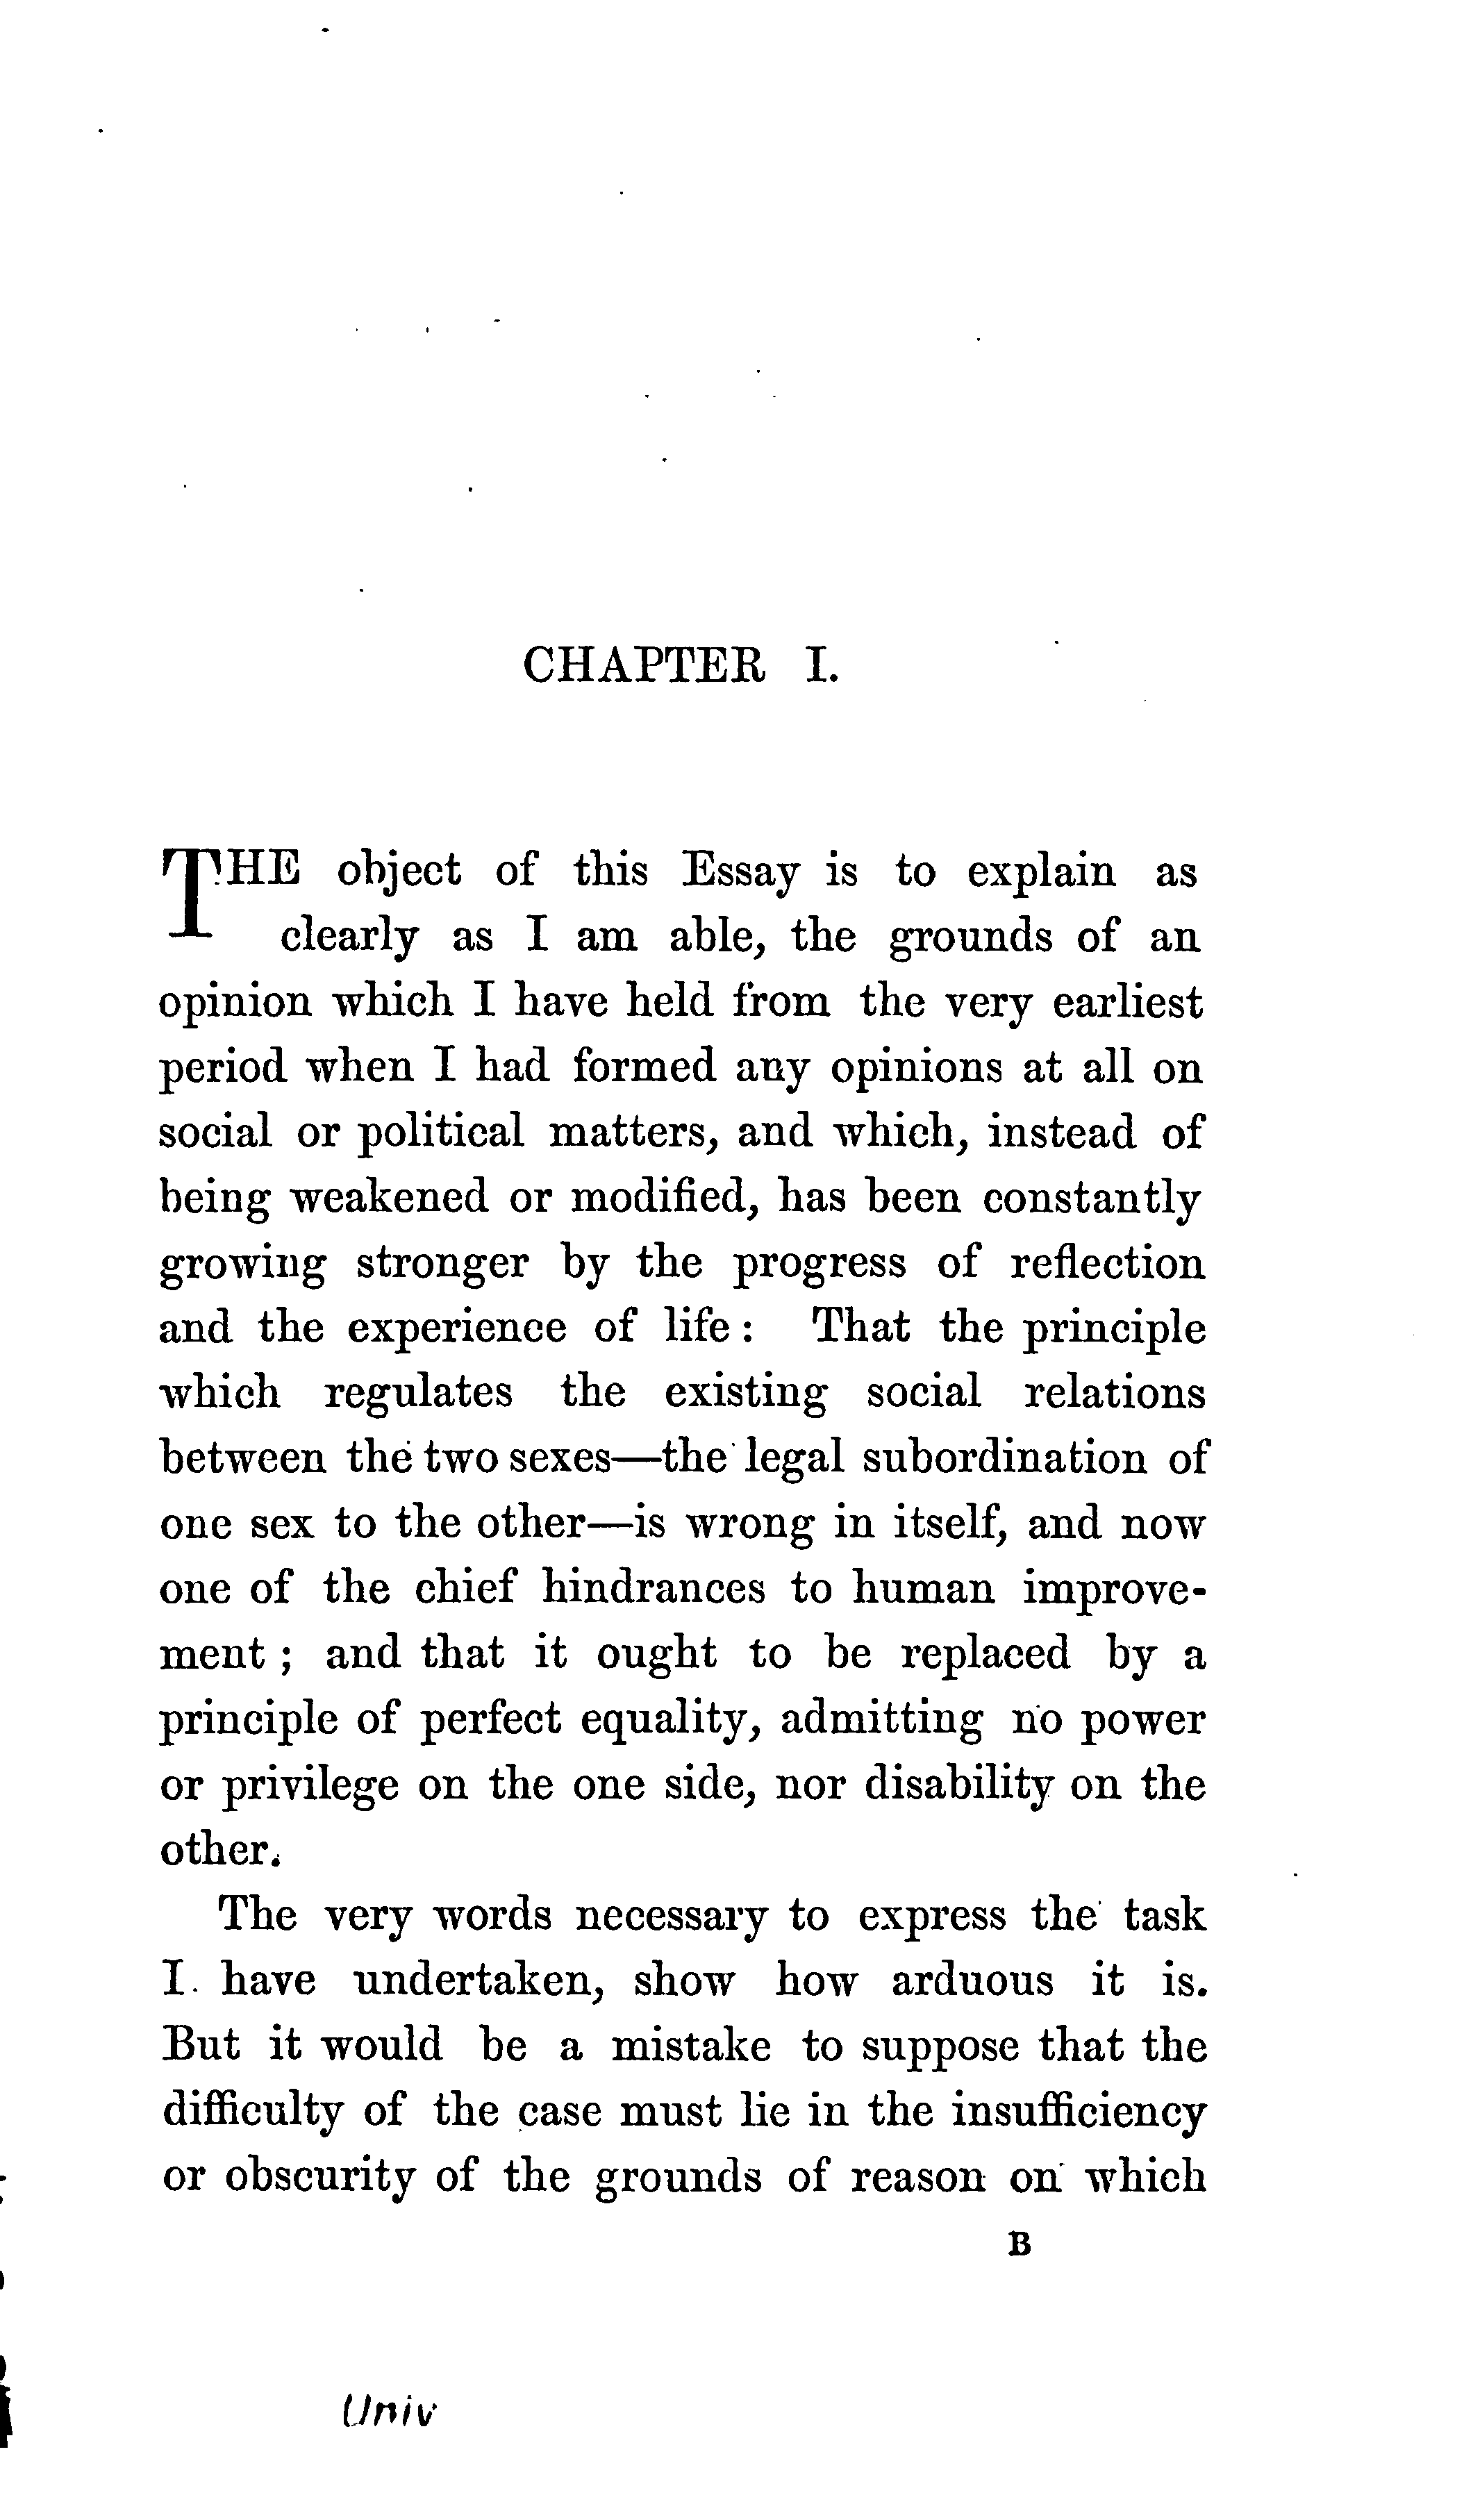 CHAPTER I.
THE object of this Essay is to explain as
clearly as I am able, the grounds of an
opinion which I have held from the very earliest
period when I had formed any opinions at all on
social or political matters, and which, instead of
being weakened or modified, has been constantly
growing stronger by the progress of reflection
and the experience of life : That the principle
which regulates the existing social relations
between the two sexes—the legal subordination of
one sex to the other—is wrong in itself, and now
one of the chief hindrances to human improve-
ment ; and that it ought to be replaced by a
principle of perfect equality, admitting no power
or privilege on the one side, nor disability on the
other.
The very words necessary to express the task
I have undertaken, show how arduous it is.
But it would be a mistake to suppose that the
difficulty of the case must lie in the insufficiency
or obscurity of the grounds of reason on which
B
Univ